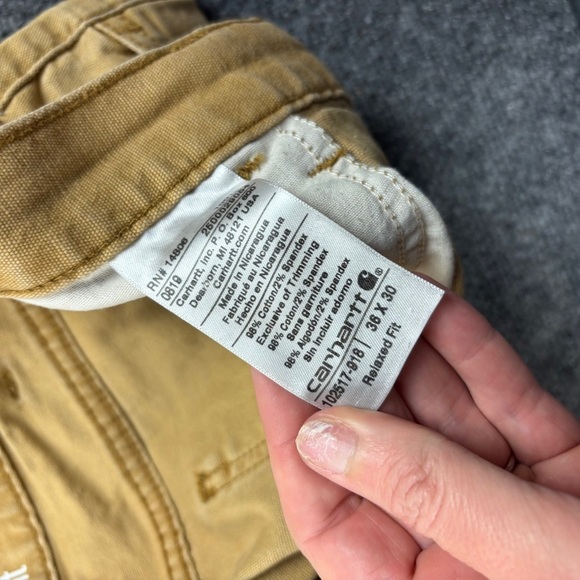 RN# 14806
0819
Carhartt, Inc. P.O. Box 600
Dearborn, MI 48121 USA
Carhartt.com
Made in Nicaragua
Fabriqué au Nicaragua
Hecho en Nicaragua
98% Cotton/2% Spandex
Exclusive of Trimming
98% Coton/2% Spandex
Sans garniture
98% Algodón/2% Spandex
Sin incluir adorno
carhartt
102517-918 | 36 X 30
Relaxed Fit